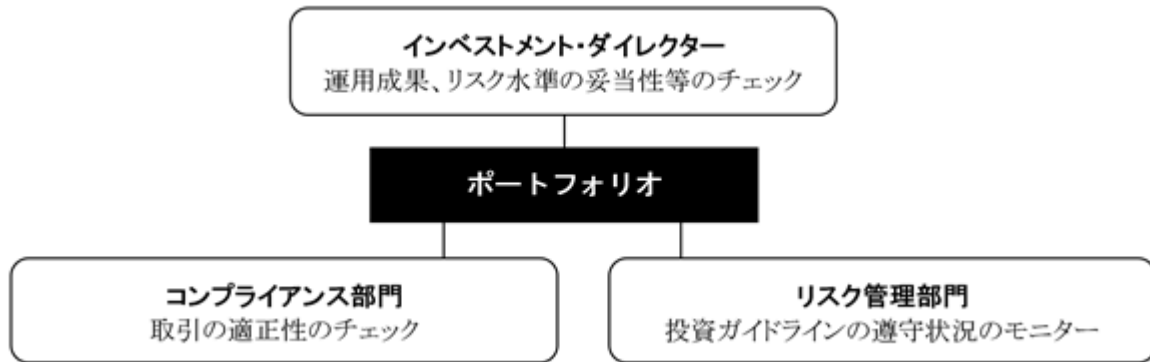 インベストメント・ダイレクター
運用成果、リスク水準の妥当性等のチェック
ポートフォリオ
コンプライアンス部門
取引の適正性のチェック
リスク管理部門
投資ガイドラインの遵守状況のモニター